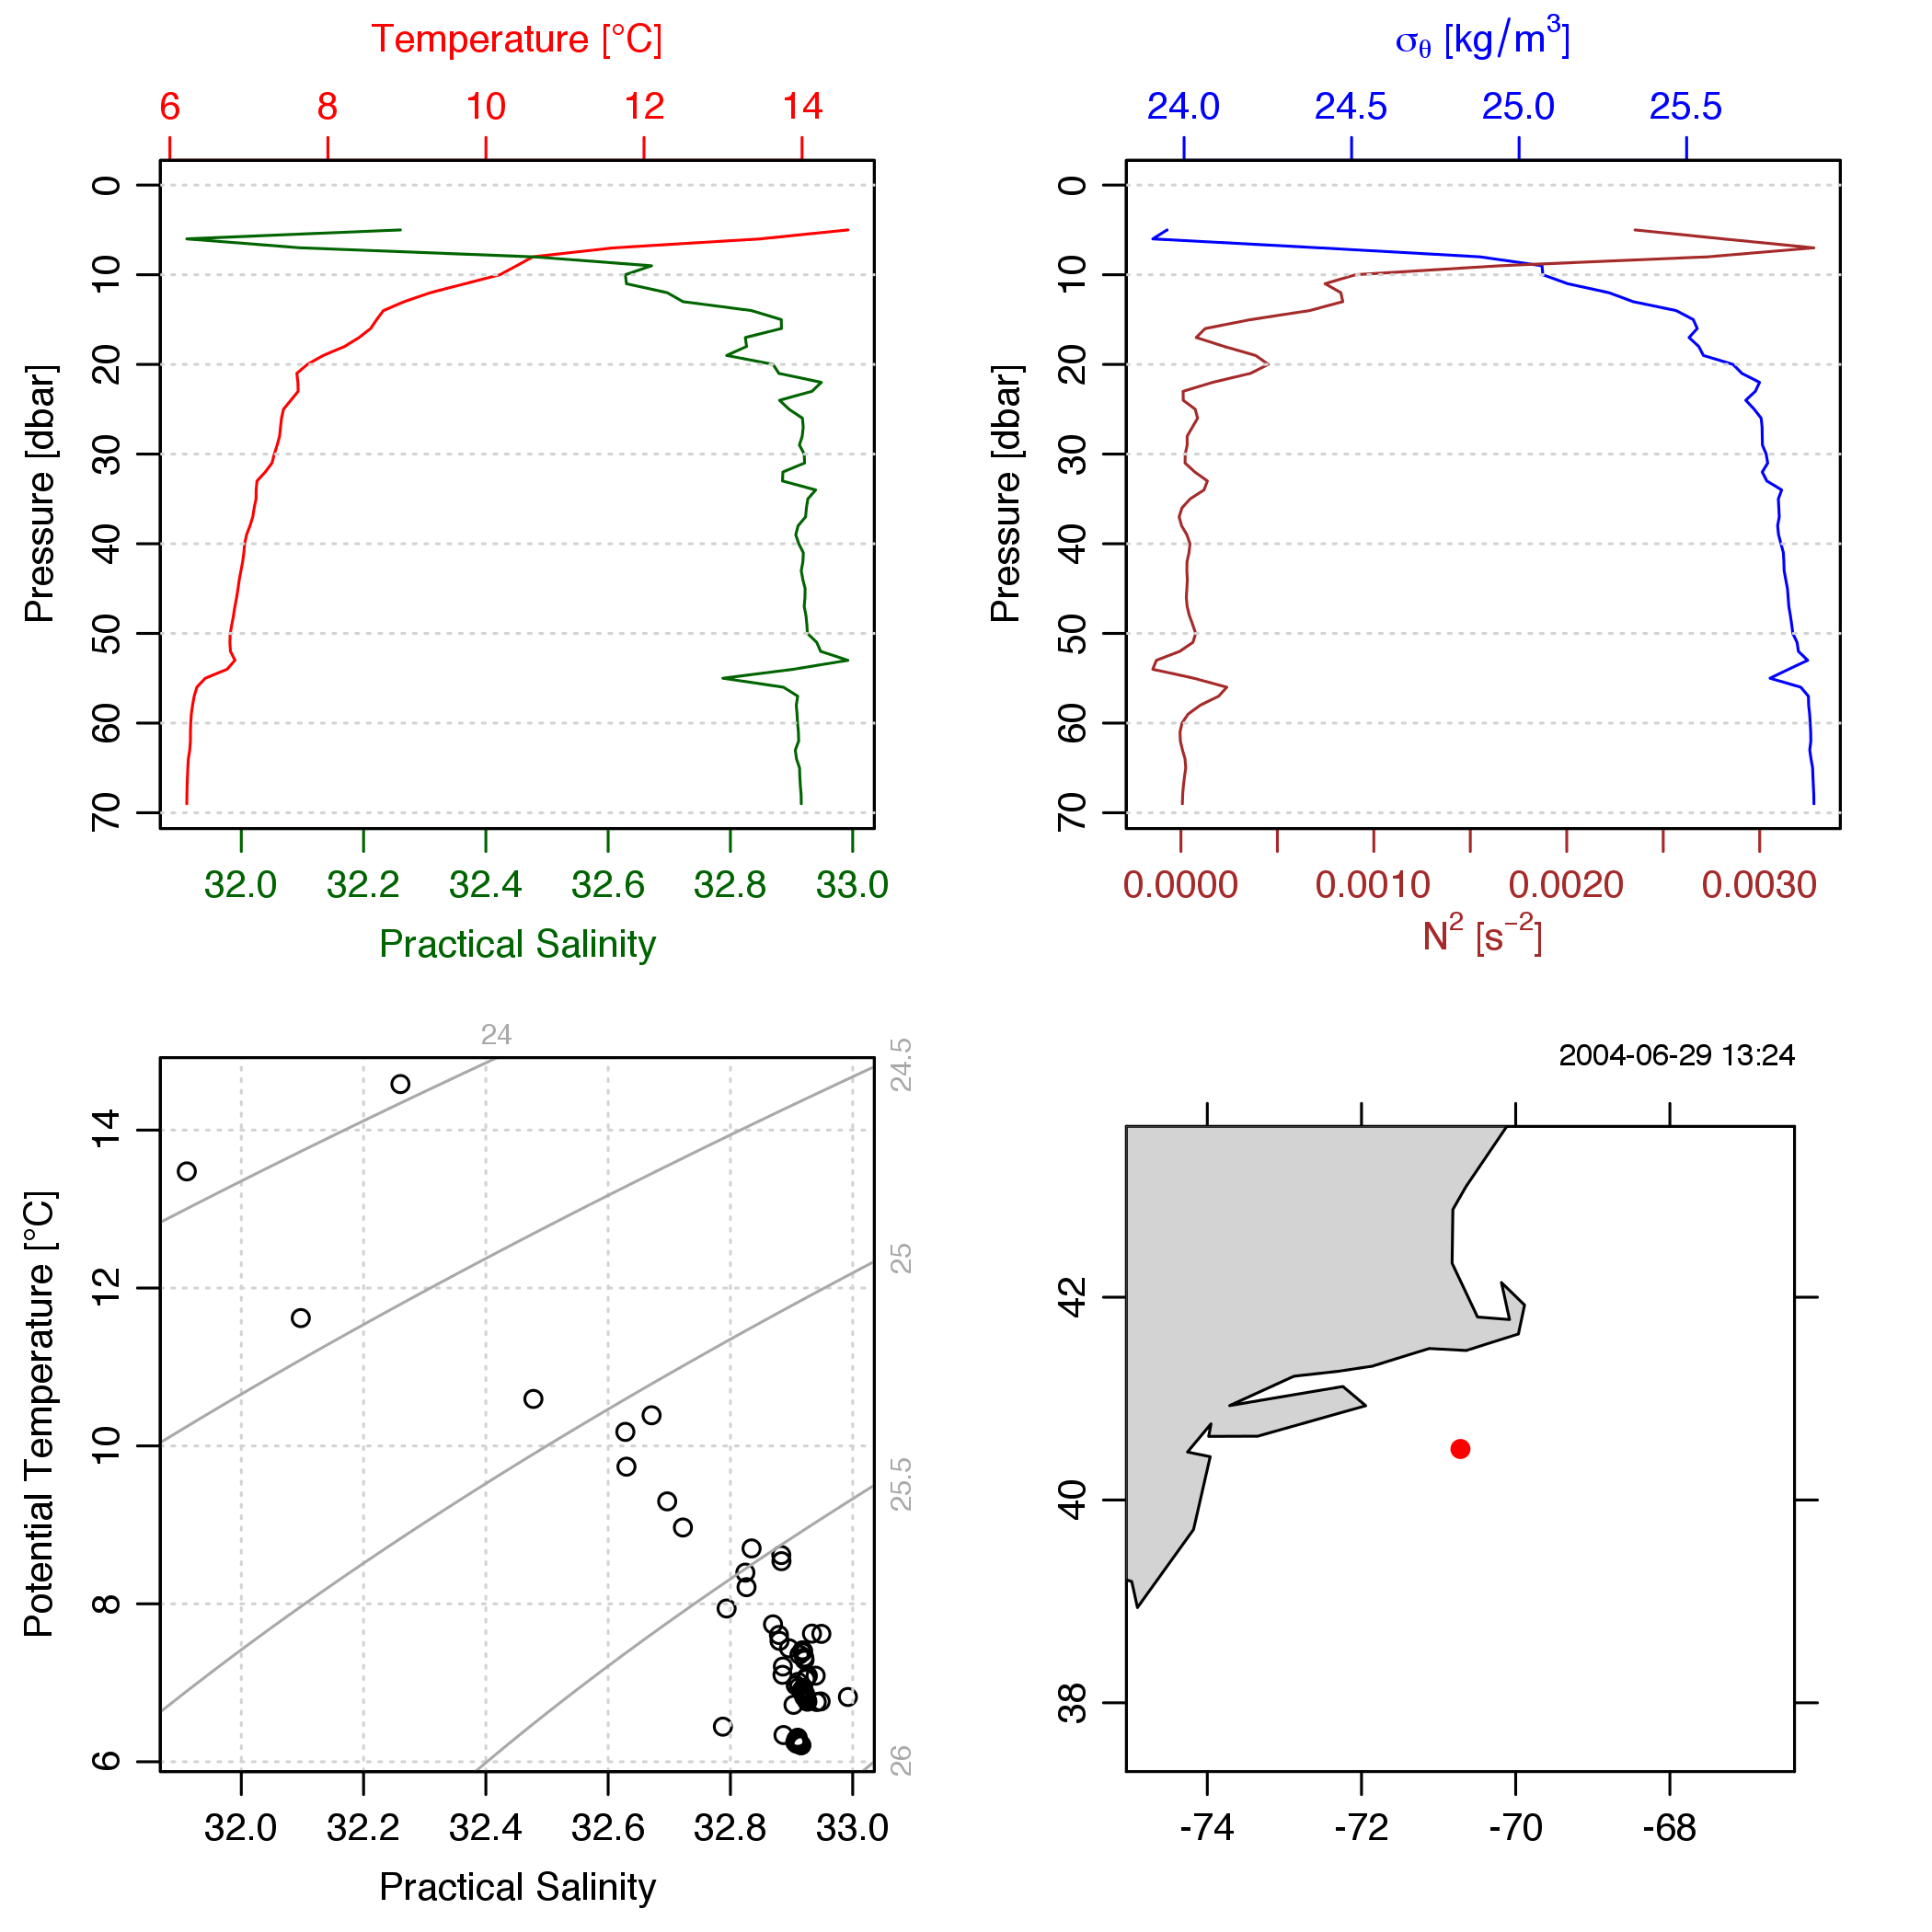 Temperature [°C]
6 8 10 12 14
0 10 20 30 40 50 60 70
Pressure [dbar]
32.0 32.2 32.4 32.6 32.8 33.0
Practical Salinity
σθ [kg/m³]
24.0 24.5 25.0 25.5
0 10 20 30 40 50 60 70
Pressure [dbar]
0.0000 0.0010 0.0020 0.0030
N² [s⁻²]
24
24.5
25
25.5
26
14 12 10 8 6
Potential Temperature [°C]
32.0 32.2 32.4 32.6 32.8 33.0
Practical Salinity
2004-06-29 13:24
42 40 38
-74 -72 -70 -68